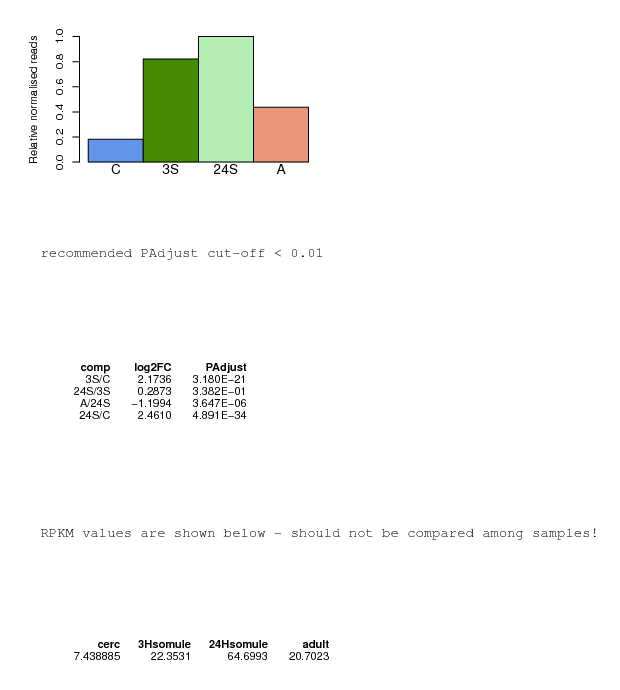 Relative normalised reads
1.0
0.8
0.6
0.4
0.2
0.0
C 3S 24S A
recommended PAdjust cut-off < 0.01
comp log2FC PAdjust
3S/C 2.1736 3.180E−21
24S/3S 0.2873 3.382E−01
A/24S −1.1994 3.647E−06
24S/C 2.4610 4.891E−34
RPKM values are shown below - should not be compared among samples!
cerc 3Hsomule 24Hsomule adult
7.438885 22.3531 64.6993 20.7023